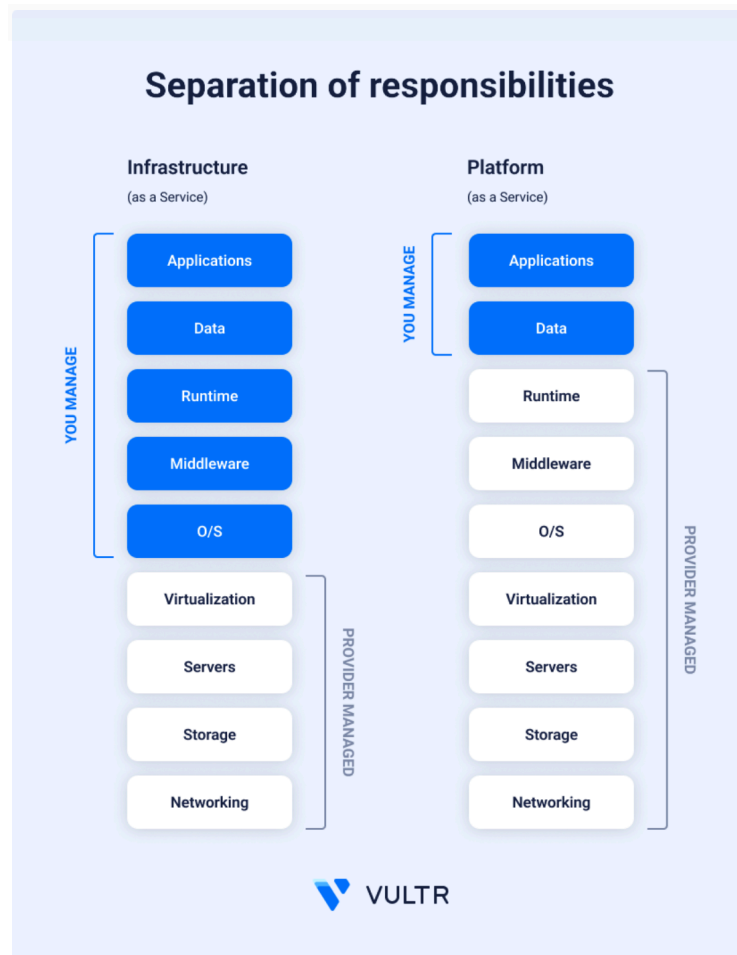 Separation of responsibilities
Infrastructure
(as a Service)
YOU MANAGE
Applications
Data
Runtime
Middleware
O/S
Virtualization
Servers
Storage
Networking
PROVIDER MANAGED
Platform
(as a Service)
YOU MANAGE
Applications
Data
Runtime
Middleware
O/S
Virtualization
Servers
Storage
Networking
PROVIDER MANAGED
VULTR